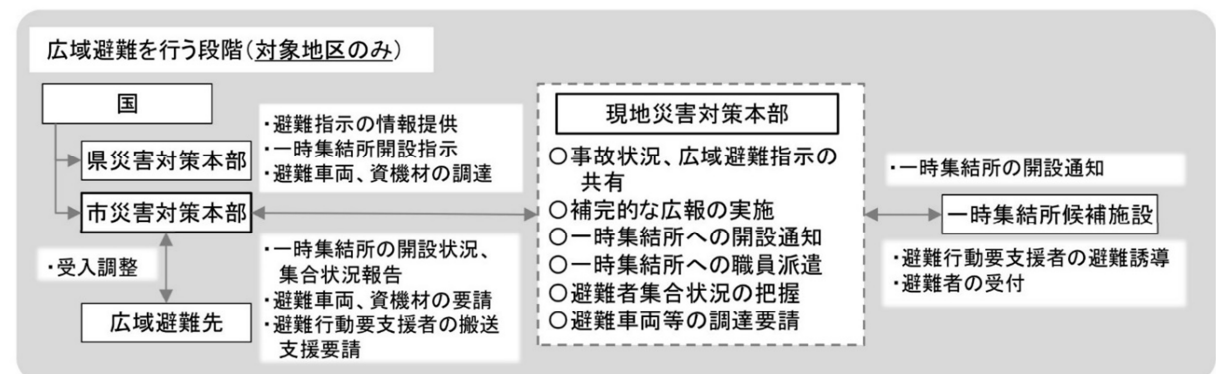 広域避難を行う段階（対象地区のみ）
国
県災害対策本部
市災害対策本部
・受入調整
広域避難先
・避難指示の情報提供
・一時集結所開設指示
・避難車両、資機材の調達
・一時集結所の開設状況、
集合状況報告
・避難車両、資機材の要請
・避難行動要支援者の搬送
支援要請
現地災害対策本部
○事故状況、広域避難指示の
共有
○補完的な広報の実施
○一時集結所への開設通知
○一時集結所への職員派遣
○避難者集合状況の把握
○避難車両等の調達要請
・一時集結所の開設通知
一時集結所候補施設
・避難行動要支援者の避難誘導
・避難者の受付